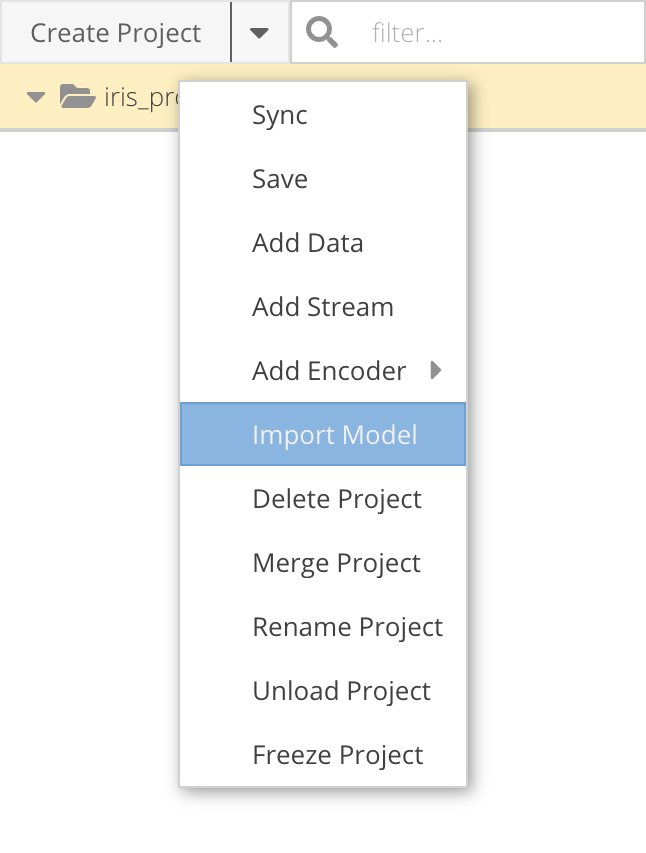 Create Project
filter...
iris_pro
Sync
Save
Add Data
Add Stream
Add Encoder
Import Model
Delete Project
Merge Project
Rename Project
Unload Project
Freeze Project